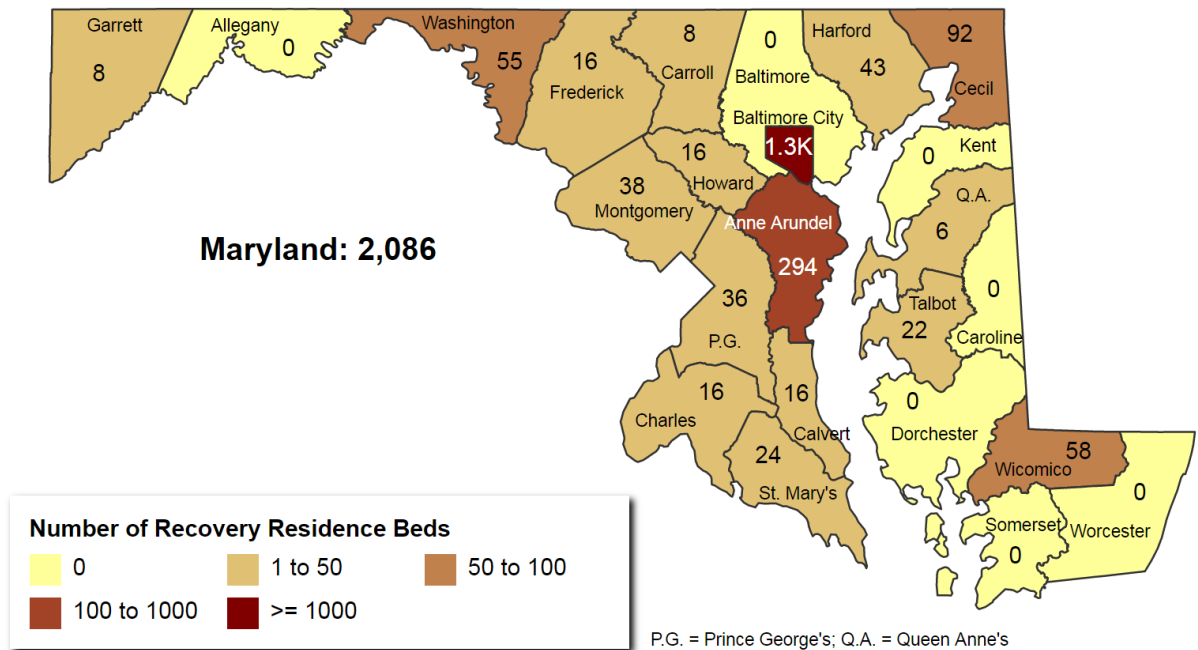 Garrett
8
Allegany
0
Washington
55
16
Frederick
8
Carroll
0
Baltimore
Harford
43
92
Cecil
Baltimore City
1.3K
16
Howard
38
Montgomery
0
Kent
Q.A.
6
Anne Arundel
294
Maryland: 2,086
36
P.G.
Talbot
22
0
Caroline
16
Charles
16
Calvert
24
St. Mary's
0
Dorchester
58
Wicomico
0
Worcester
Somerset
0
Number of Recovery Residence Beds
0
1 to 50
50 to 100
100 to 1000
>= 1000
P.G. = Prince George's; Q.A. = Queen Anne's